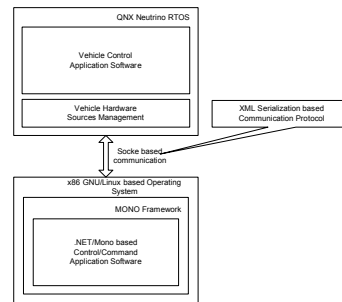 QNX Neutrino RTOS
Vehicle Control
Application Software
Vehicle Hardware
Sources Management
XML Serialization based
Communication Protocol
Socke based
communication
x86 GNU/Linux based Operating
System
MONO Framework
.NET/Mono based
Control/Command
Application Software